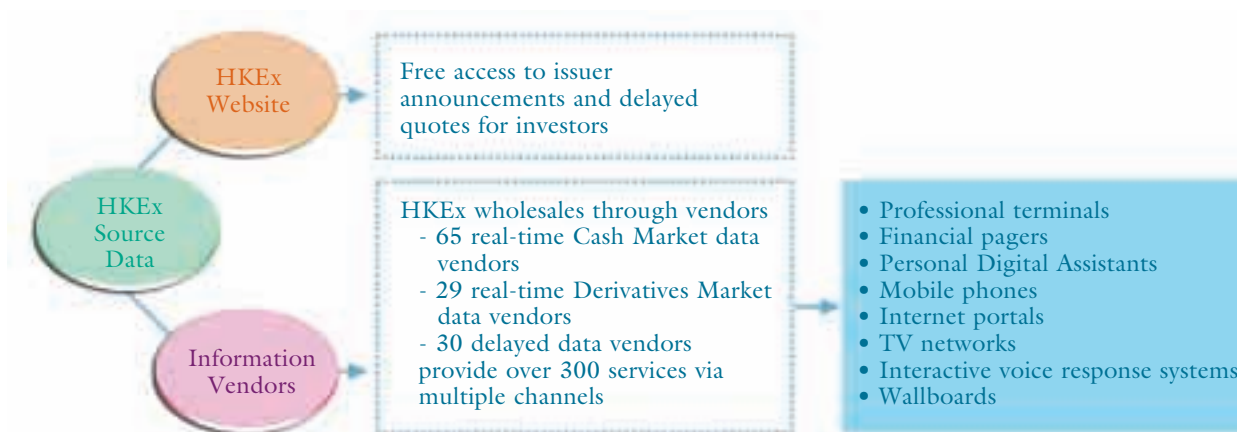 HKEx
Website
Free access to issuer
announcements and delayed
quotes for investors
HKEx
Source
Data
Information
Vendors
HKEx wholesales through vendors
- 65 real-time Cash Market data
vendors
- 29 real-time Derivatives Market
data vendors
- 30 delayed data vendors
provide over 300 services via
multiple channels
• Professional terminals
• Financial pagers
• Personal Digital Assistants
• Mobile phones
• Internet portals
• TV networks
• Interactive voice response systems
• Wallboards